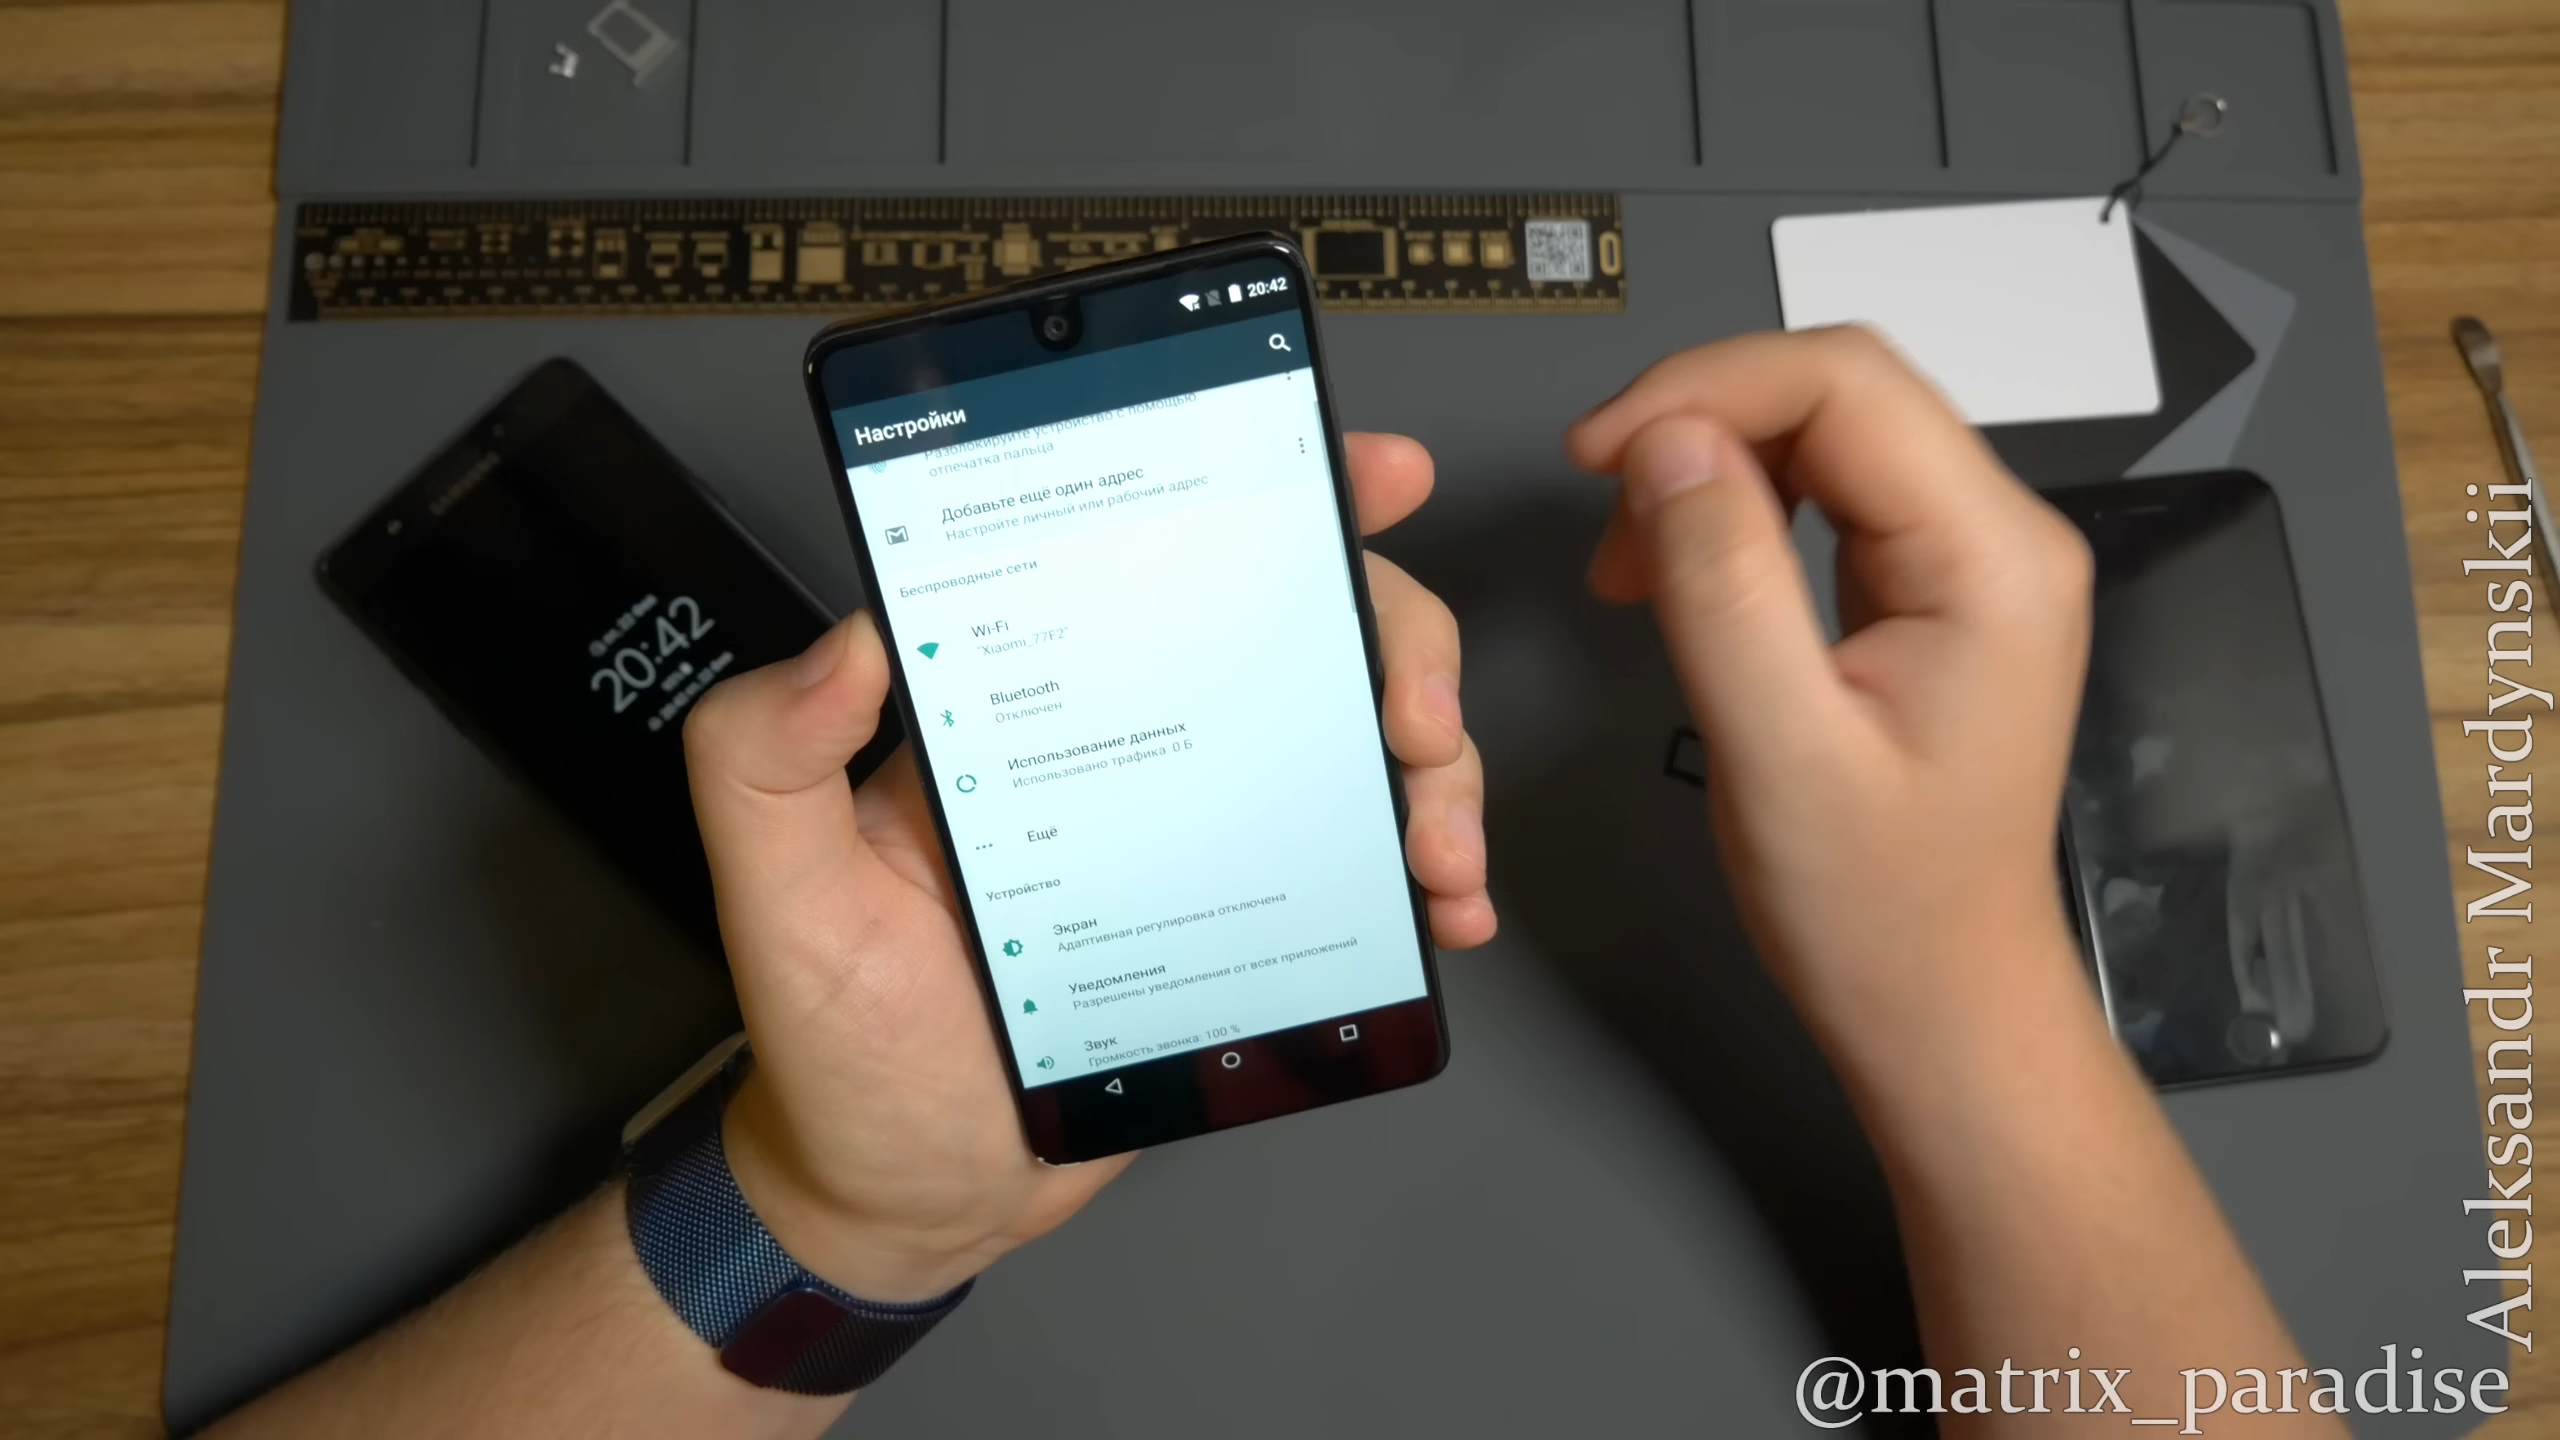 20:42
Настройки
Разблокируйте устройство с помощью
отпечатка пальца
Добавьте ещё один адрес
Настройте личный или рабочий адрес
Беспроводные сети
Wi-Fi
"Xiaomi_77F2"
Bluetooth
Отключен
Использование данных
Использовано трафика: 0 Б
Ещё
Устройство
Экран
Адаптивная регулировка отключена
Уведомления
Разрешены уведомления от всех приложений
Звук
Громкость звонка: 100 %
SAMSUNG
20:42
Aleksandr Mardynskii
@matrix_paradise